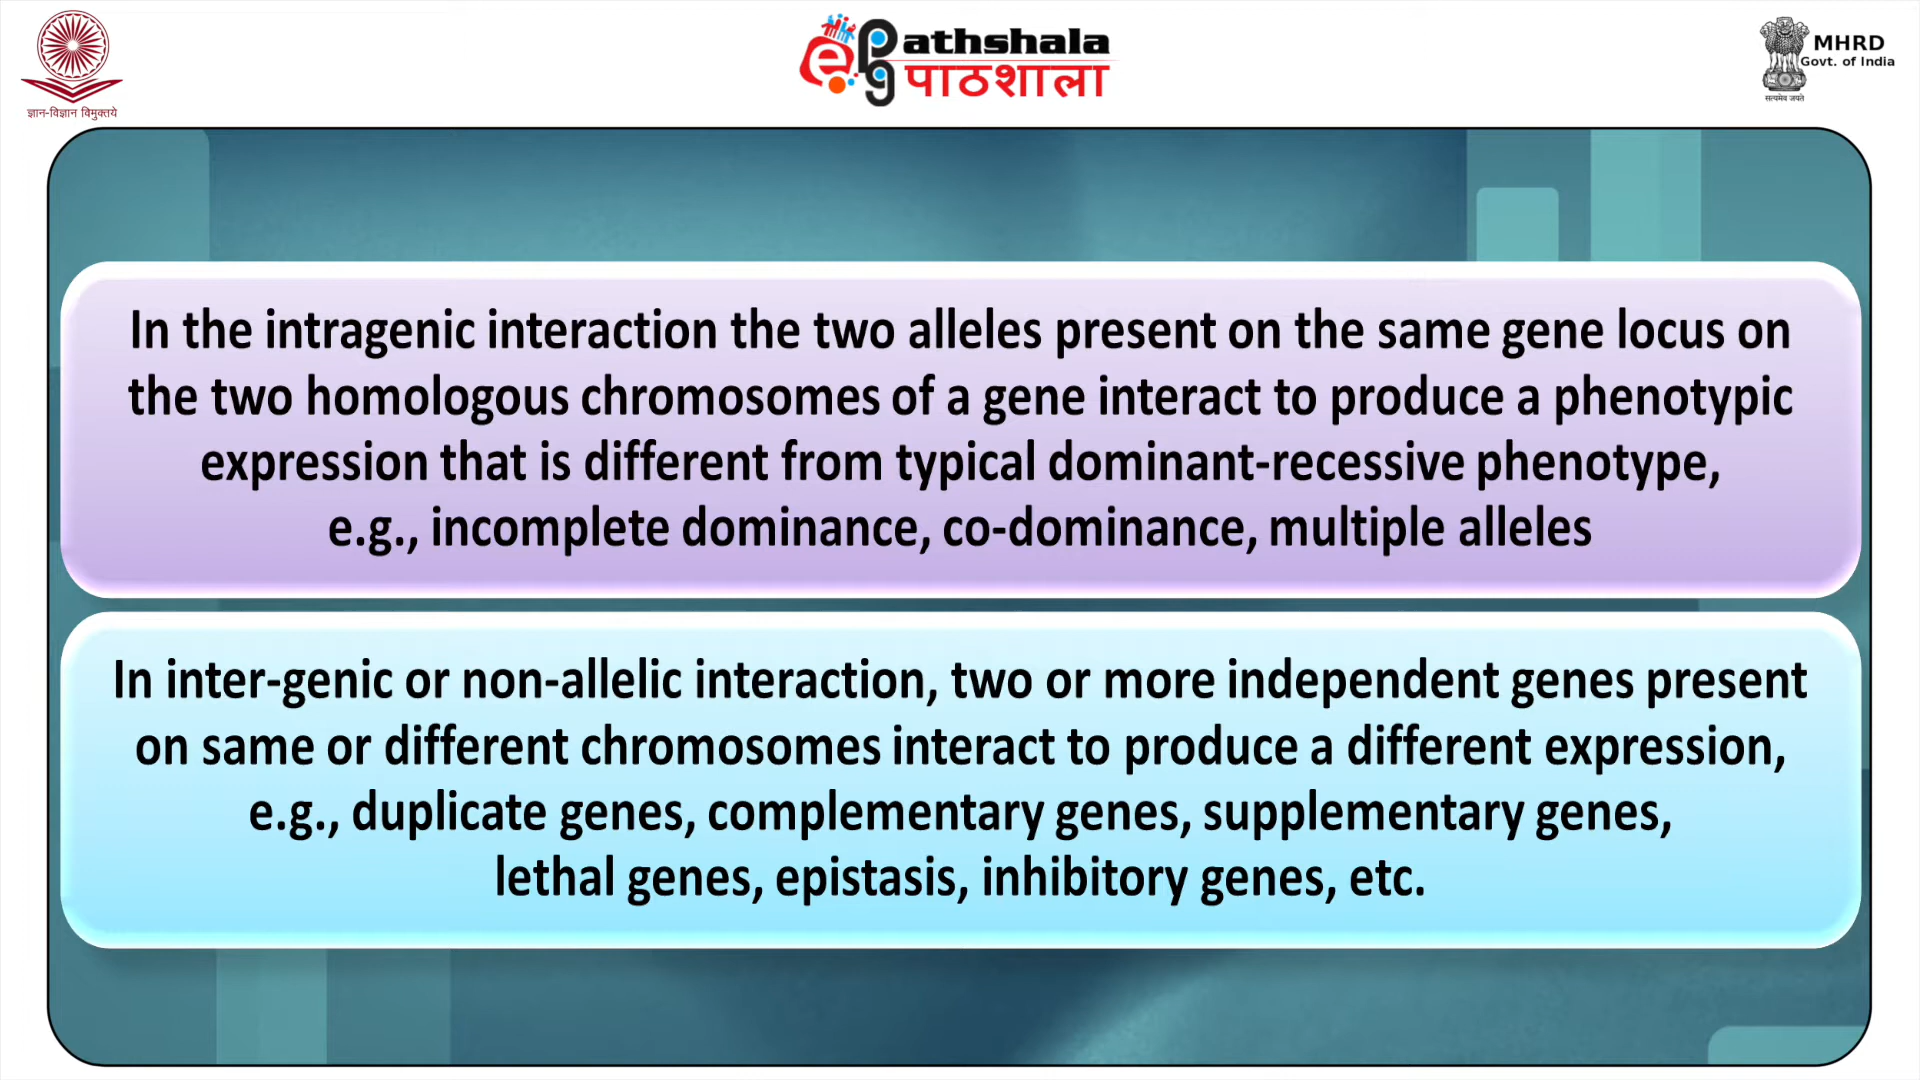 ज्ञान-विज्ञान विमुक्तये
e pg athshala
पाठशाला
MHRD
Govt. of India
सत्यमेव जयते
In the intragenic interaction the two alleles present on the same gene locus on
the two homologous chromosomes of a gene interact to produce a phenotypic
expression that is different from typical dominant-recessive phenotype,
e.g., incomplete dominance, co-dominance, multiple alleles
In inter-genic or non-allelic interaction, two or more independent genes present
on same or different chromosomes interact to produce a different expression,
e.g., duplicate genes, complementary genes, supplementary genes,
lethal genes, epistasis, inhibitory genes, etc.